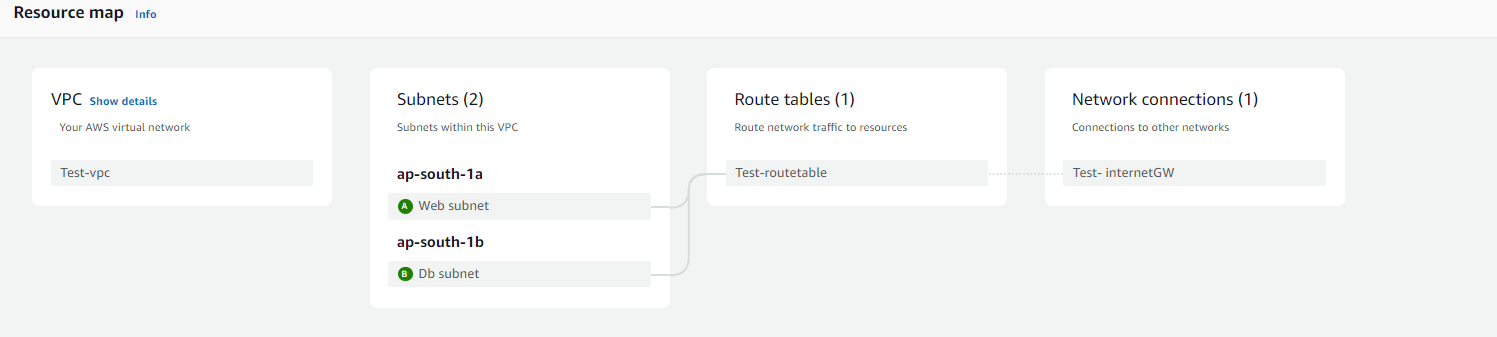 Resource map Info
VPC Show details
Your AWS virtual network
Test-vpc
Subnets (2)
Subnets within this VPC
ap-south-1a
A Web subnet
ap-south-1b
B Db subnet
Route tables (1)
Route network traffic to resources
Test-routetable
Network connections (1)
Connections to other networks
Test- internetGW